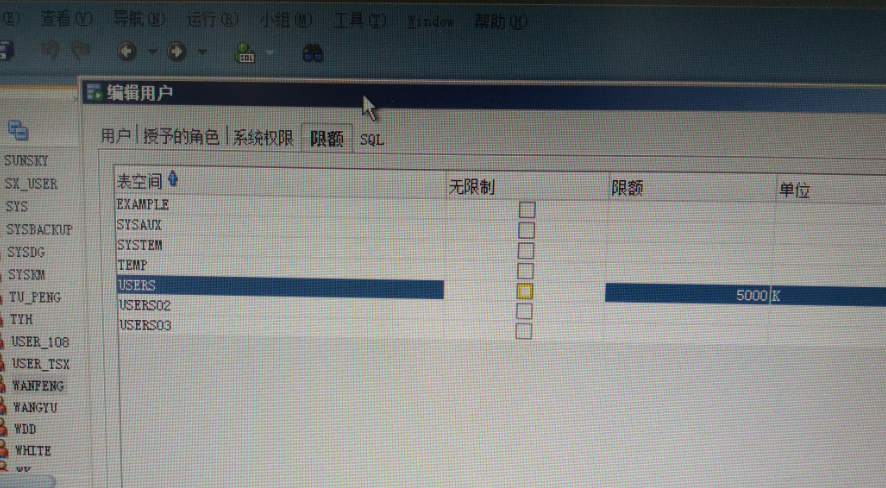 (E) 查看(V) 导航(N) 运行(R) 小组(M) 工具(T) Window 帮助(H)
SQL
编辑用户
用户 授予的角色 系统权限 限额 SQL
表空间 无限制 限额 单位
EXAMPLE
SYSAUX
SYSTEM
TEMP
USERS 5000 K
USERS02
USERS03
SUNSKY
SX_USER
SYS
SYSBACKUP
SYSDG
SYSKM
TU_PENG
TYH
USER_108
USER_TSX
WANFENG
WANGYU
WDD
WHITE